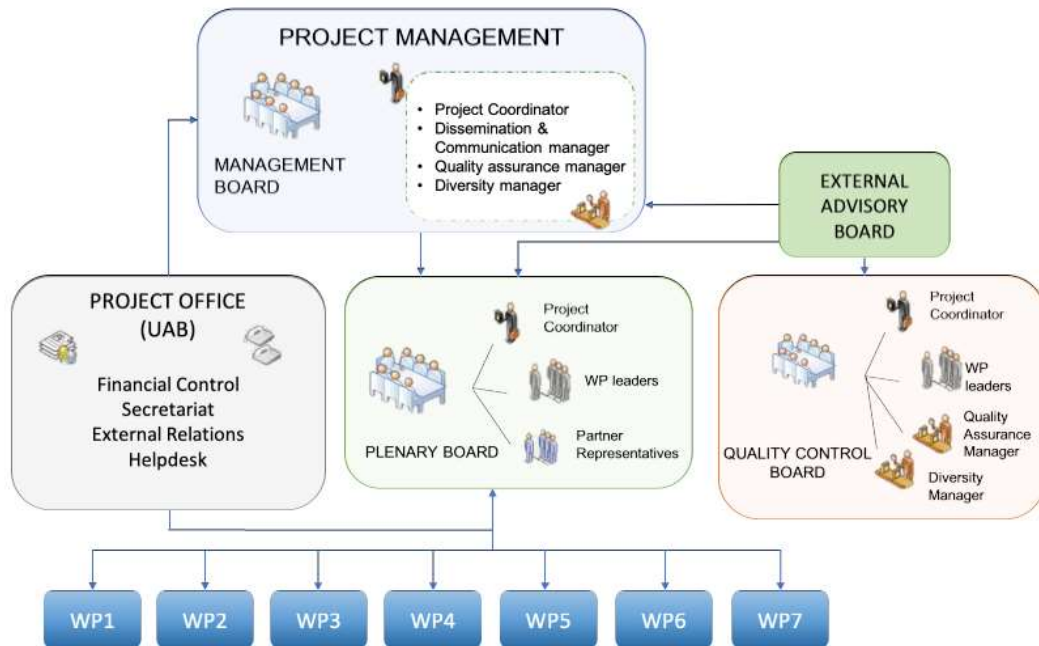 PROJECT MANAGEMENT
MANAGEMENT
BOARD
• Project Coordinator
• Dissemination &
Communication manager
• Quality assurance manager
• Diversity manager
EXTERNAL
ADVISORY
BOARD
PROJECT OFFICE
(UAB)
Financial Control
Secretariat
External Relations
Helpdesk
Project
Coordinator
WP leaders
Partner
Representatives
PLENARY BOARD
Project
Coordinator
WP
leaders
Quality
Assurance
Manager
QUALITY CONTROL
BOARD
Diversity
Manager
WP1
WP2
WP3
WP4
WP5
WP6
WP7